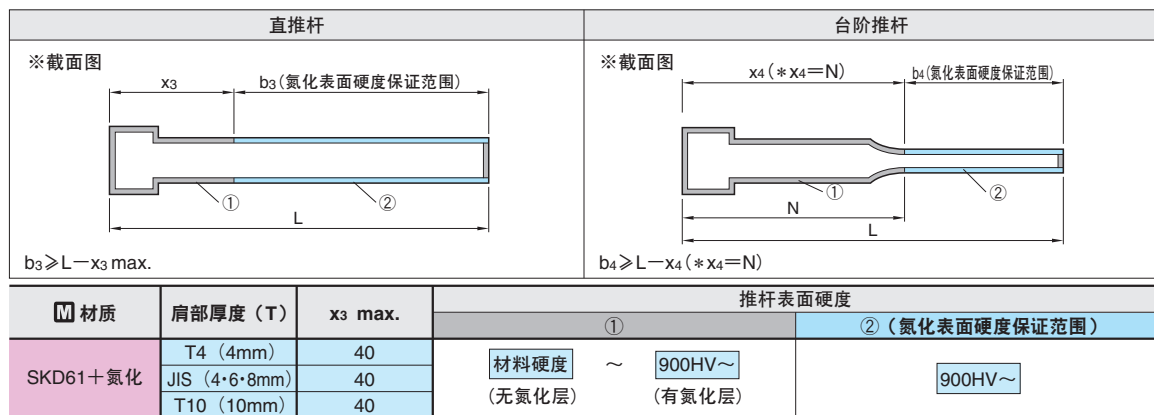 直推杆
※截面图
x3
b3(氮化表面硬度保证范围)
①
②
L
b3≥L－x3 max.
台阶推杆
※截面图
x4(*x4=N)
b4(氮化表面硬度保证范围)
①
②
N
L
b4≥L－x4(*x4=N)
M 材质
肩部厚度（T）
x3 max.
推杆表面硬度
①
②（氮化表面硬度保证范围）
SKD61＋氮化
T4（4mm）
40
JIS（4・6・8mm）
40
T10（10mm）
40
材料硬度 ～ 900HV～
(无氮化层) (有氮化层)
900HV～